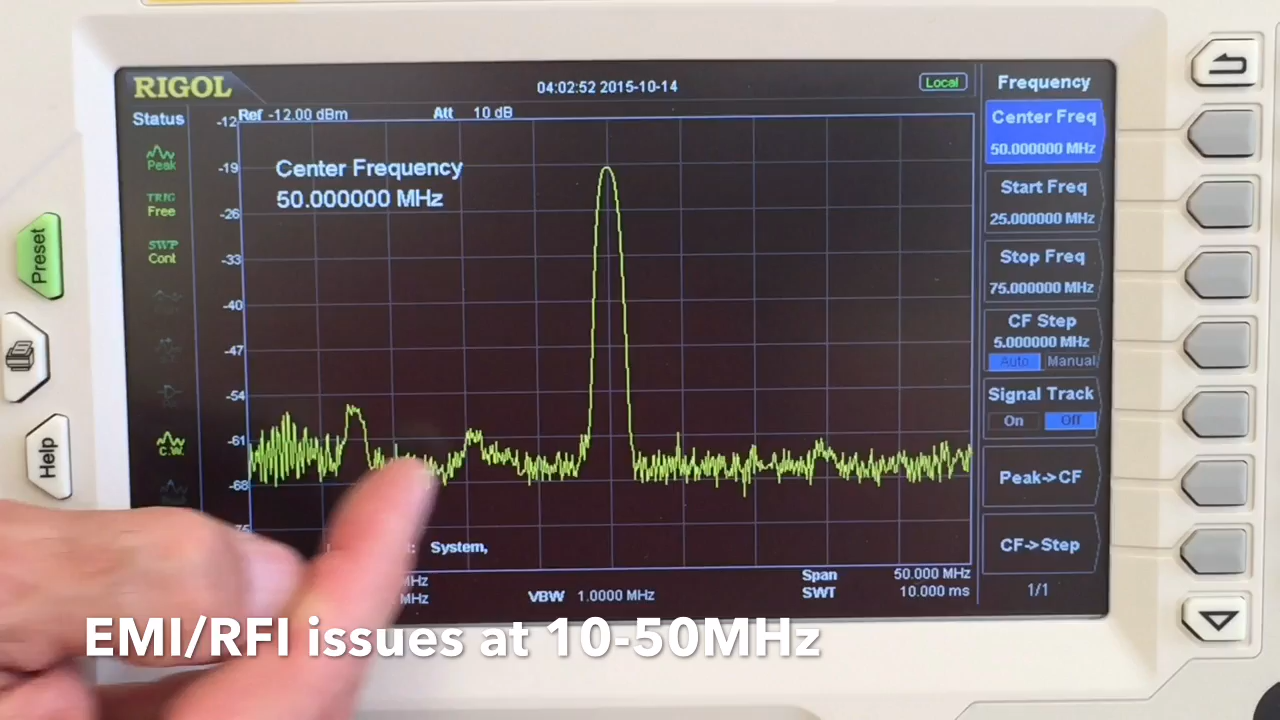 RIGOL
04:02:52 2015-10-14
Local
Status
Ref -12.00 dBm
Att 10 dB
Peak
TRIG
Free
SWP
Cont
C.W.
-12
-19
-26
-33
-40
-47
-54
-61
-68
Center Frequency
50.000000 MHz
System,
MHz
MHz
VBW 1.0000 MHz
Span 50.000 MHz
SWT 10.000 ms
Frequency
Center Freq
50.000000 MHz
Start Freq
25.000000 MHz
Stop Freq
75.000000 MHz
CF Step
5.000000 MHz
Auto Manual
Signal Track
On Off
Peak->CF
CF->Step
1/1
Preset
Help
EMI/RFI issues at 10-50MHz